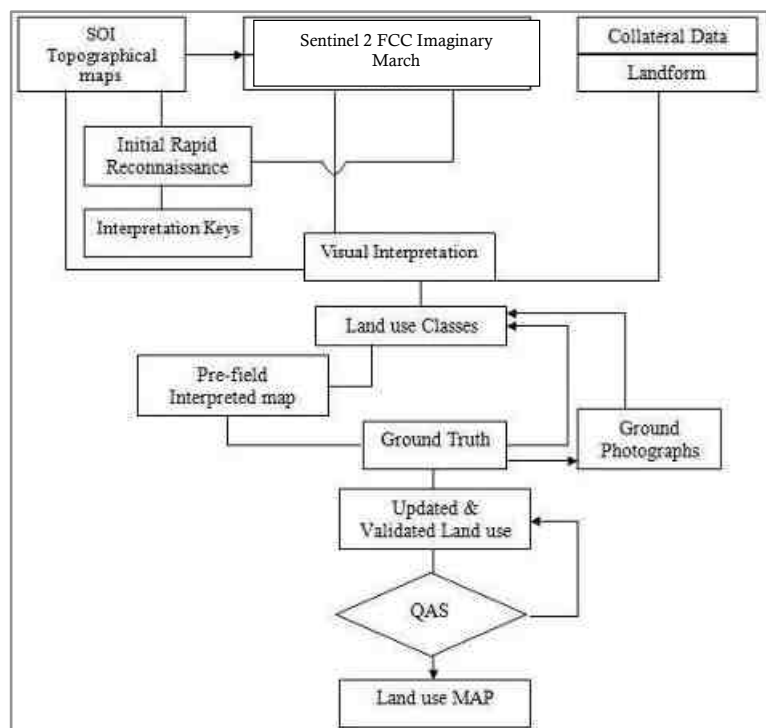 SOI
Topographical
maps
Sentinel 2 FCC Imaginary
March
Collateral Data
Landform
Initial Rapid
Reconnaissance
Interpretation Keys
Visual Interpretation
Land use Classes
Pre-field
Interpreted map
Ground Truth
Ground
Photographs
Updated &
Validated Land use
QAS
Land use MAP